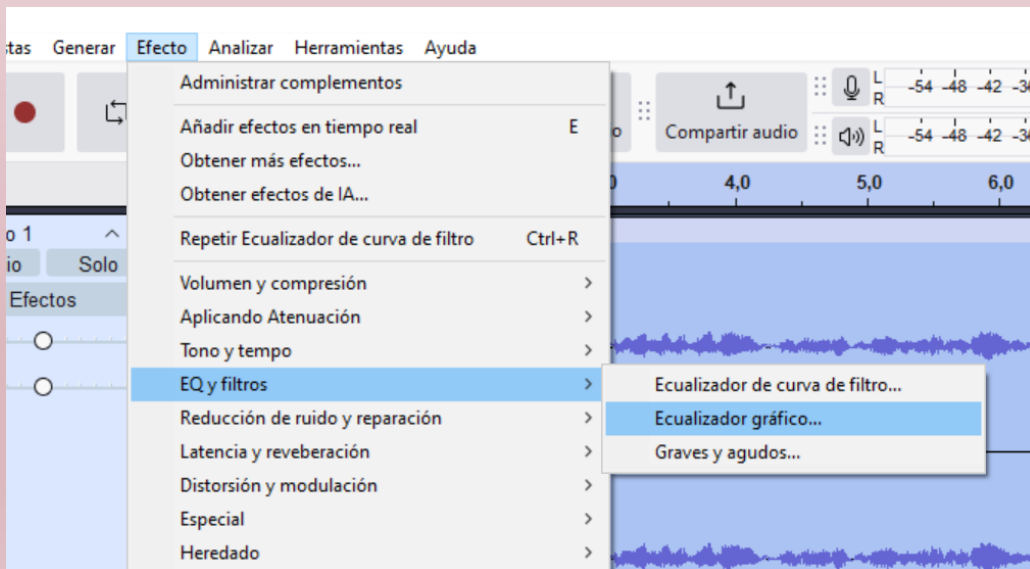 Generar Efecto Analizar Herramientas Ayuda
Administrar complementos
Añadir efectos en tiempo real E
Obtener más efectos...
Obtener efectos de IA...
Repetir Ecualizador de curva de filtro Ctrl+R
Volumen y compresión
Aplicando Atenuación
Tono y tempo
EQ y filtros
Reducción de ruido y reparación
Latencia y reveberación
Distorsión y modulación
Especial
Heredado
Ecualizador de curva de filtro...
Ecualizador gráfico...
Graves y agudos...
Compartir audio
L
R
-54 -48 -42
L
R
-54 -48 -42
4,0 5,0 6,0
1
Solo
Efectos